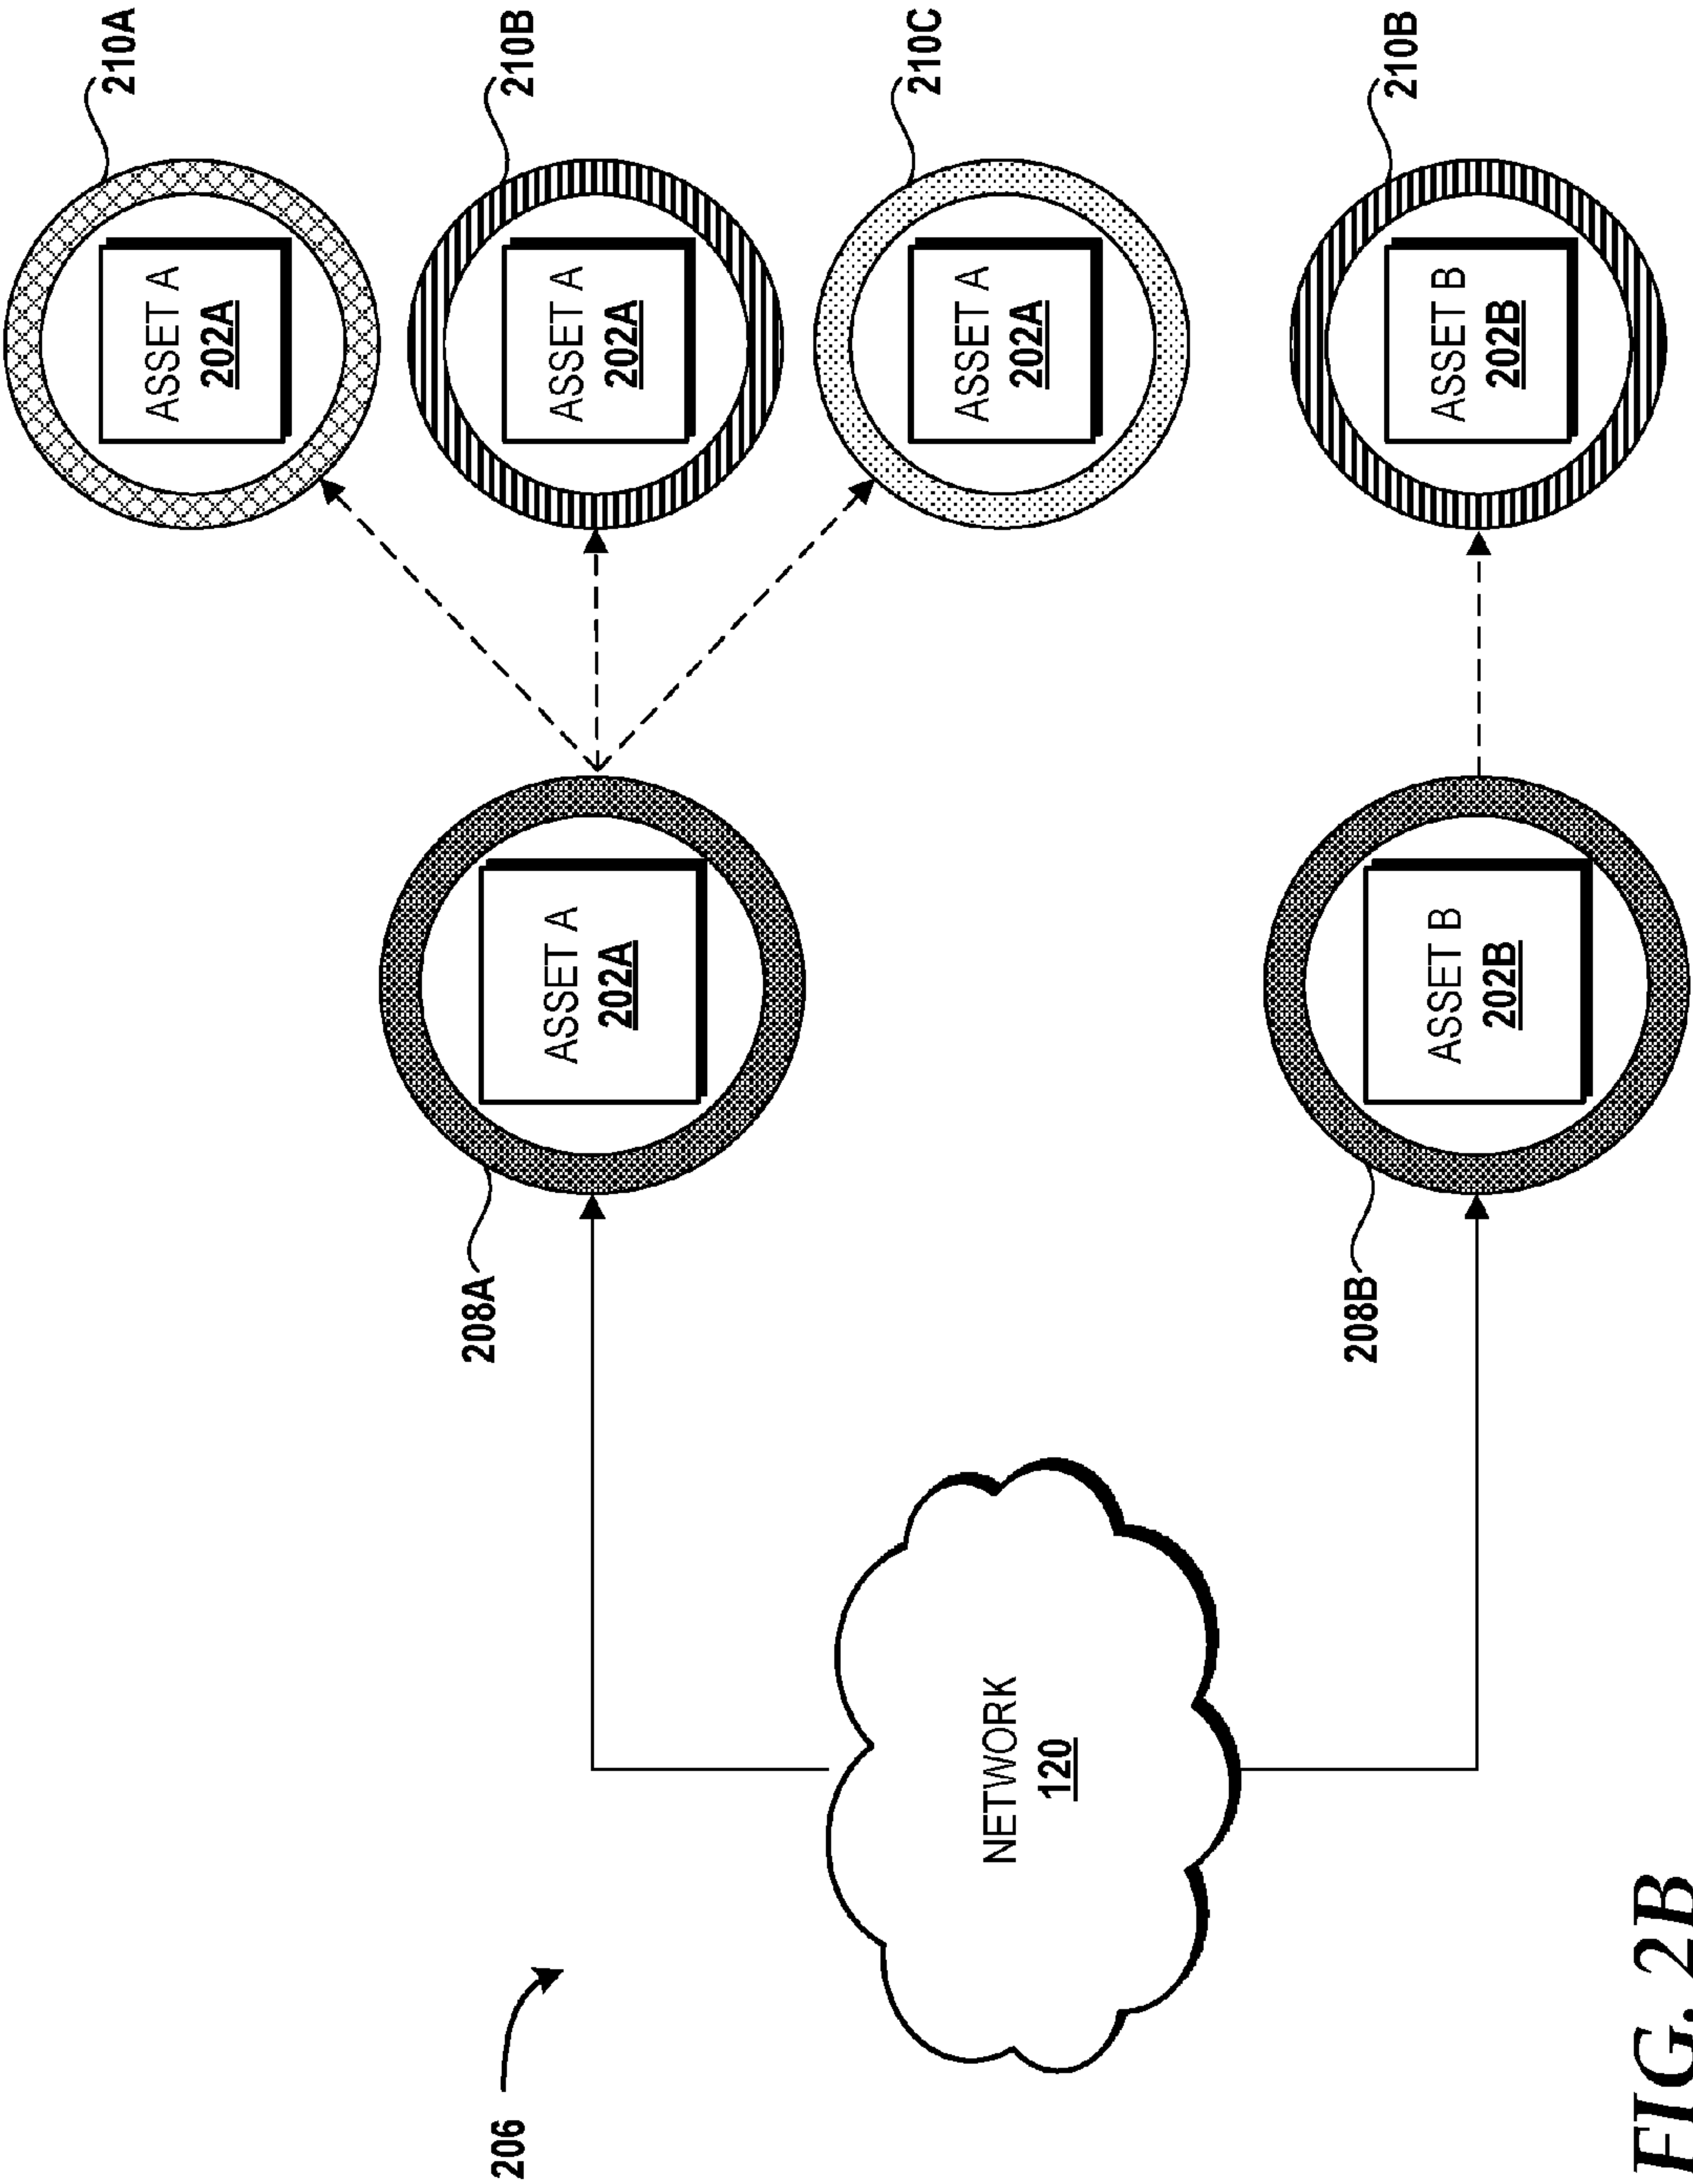 206
NETWORK
120
208A
ASSET A
202A
208B
ASSET B
202B
210A
ASSET A
202A
210B
ASSET A
202A
210C
ASSET A
202A
210B
ASSET B
202B
FIG. 2B